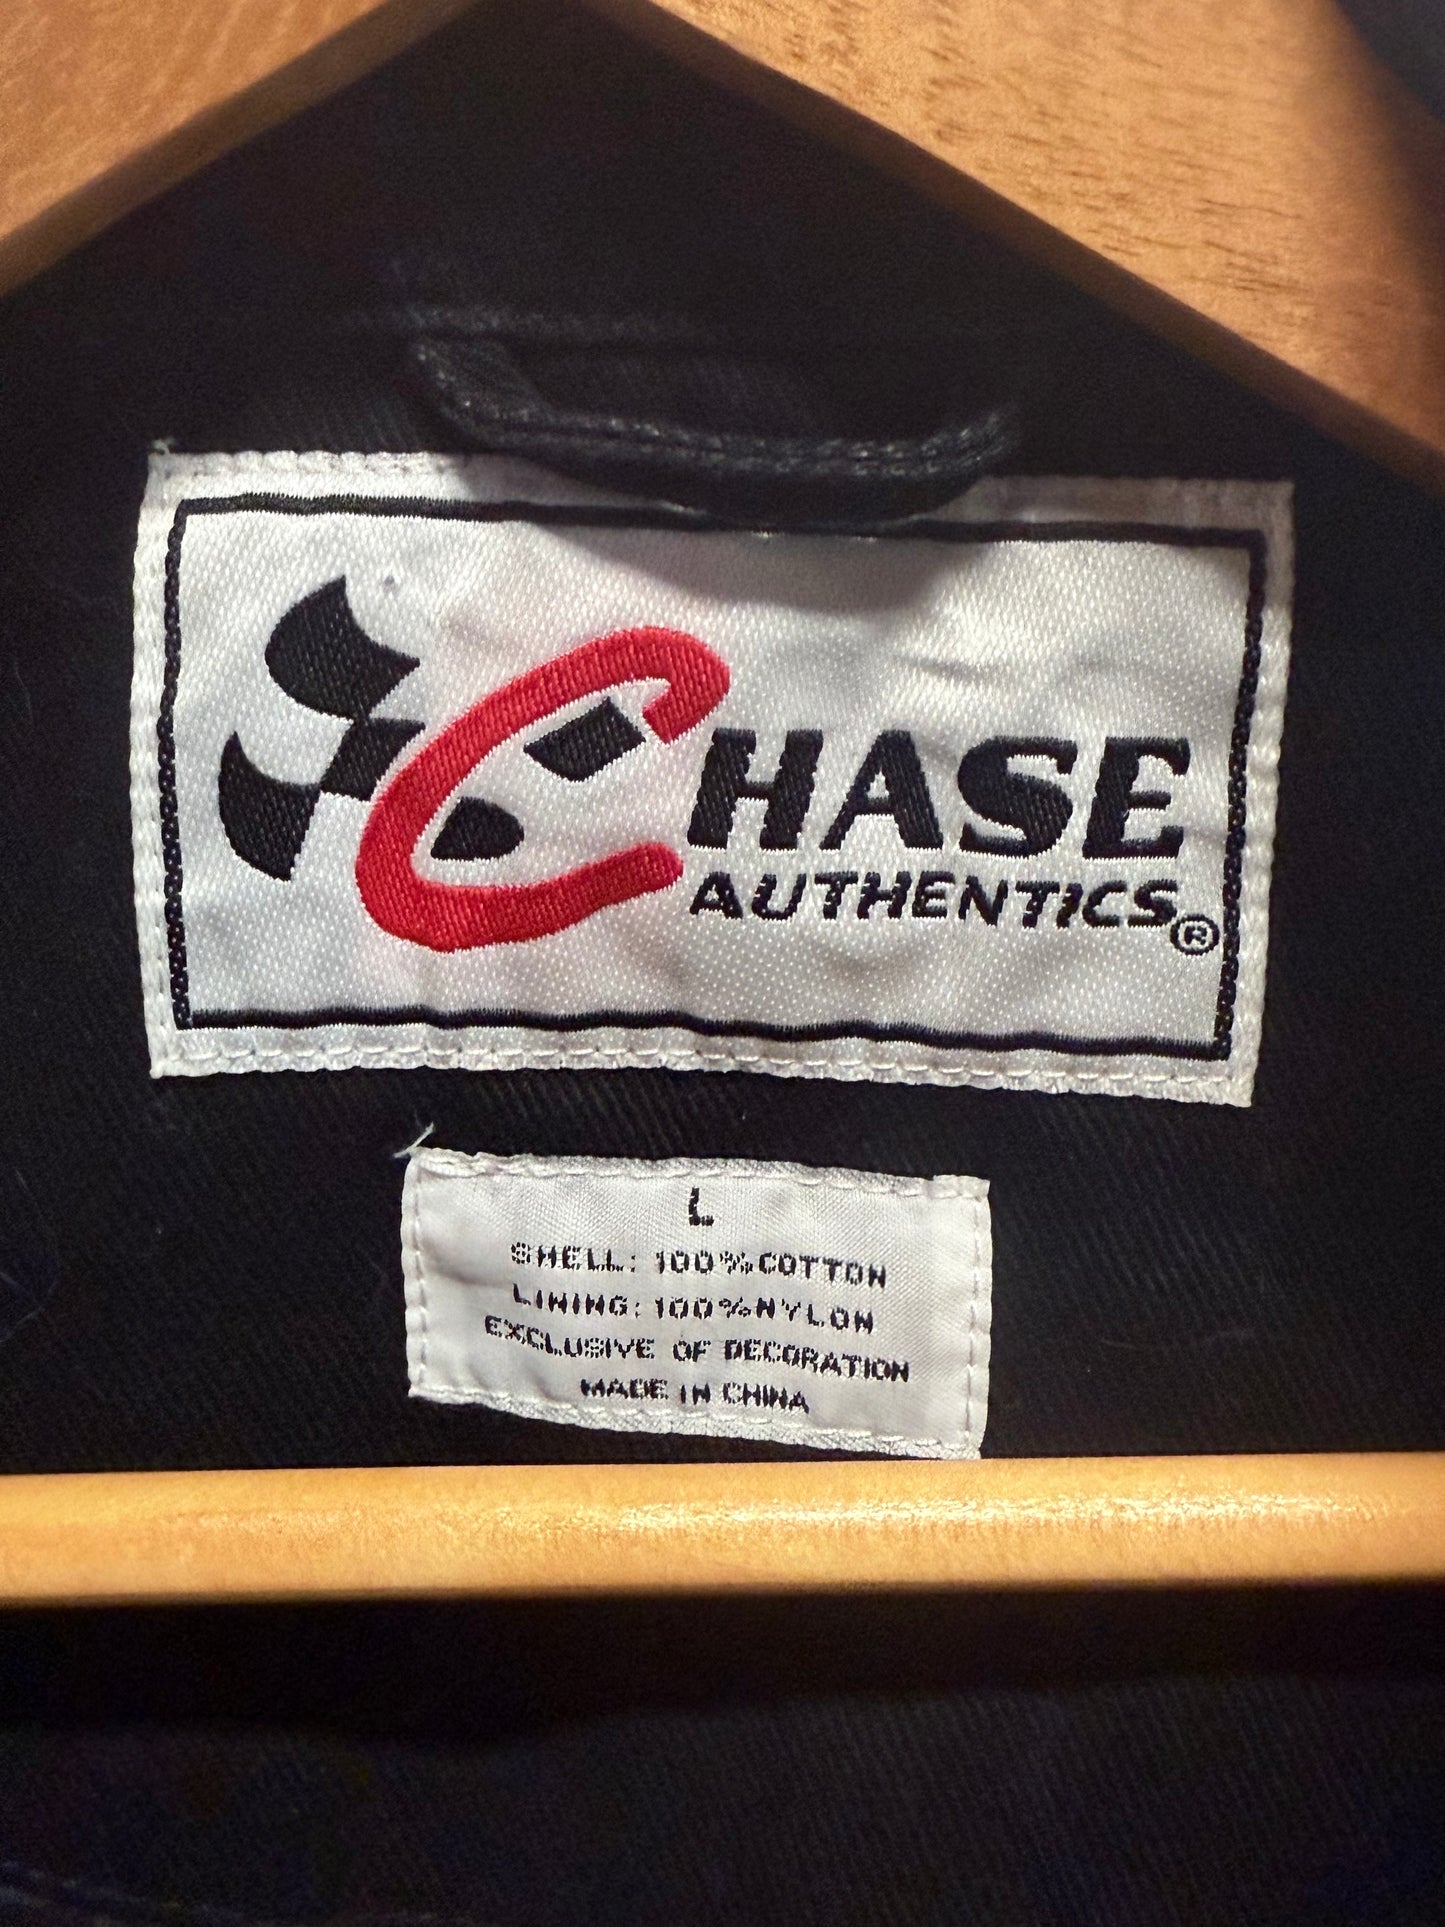 CHASE
AUTHENTICS®
L
SHELL: 100% COTTON
LINING: 100% NYLON
EXCLUSIVE OF DECORATION
MADE IN CHINA